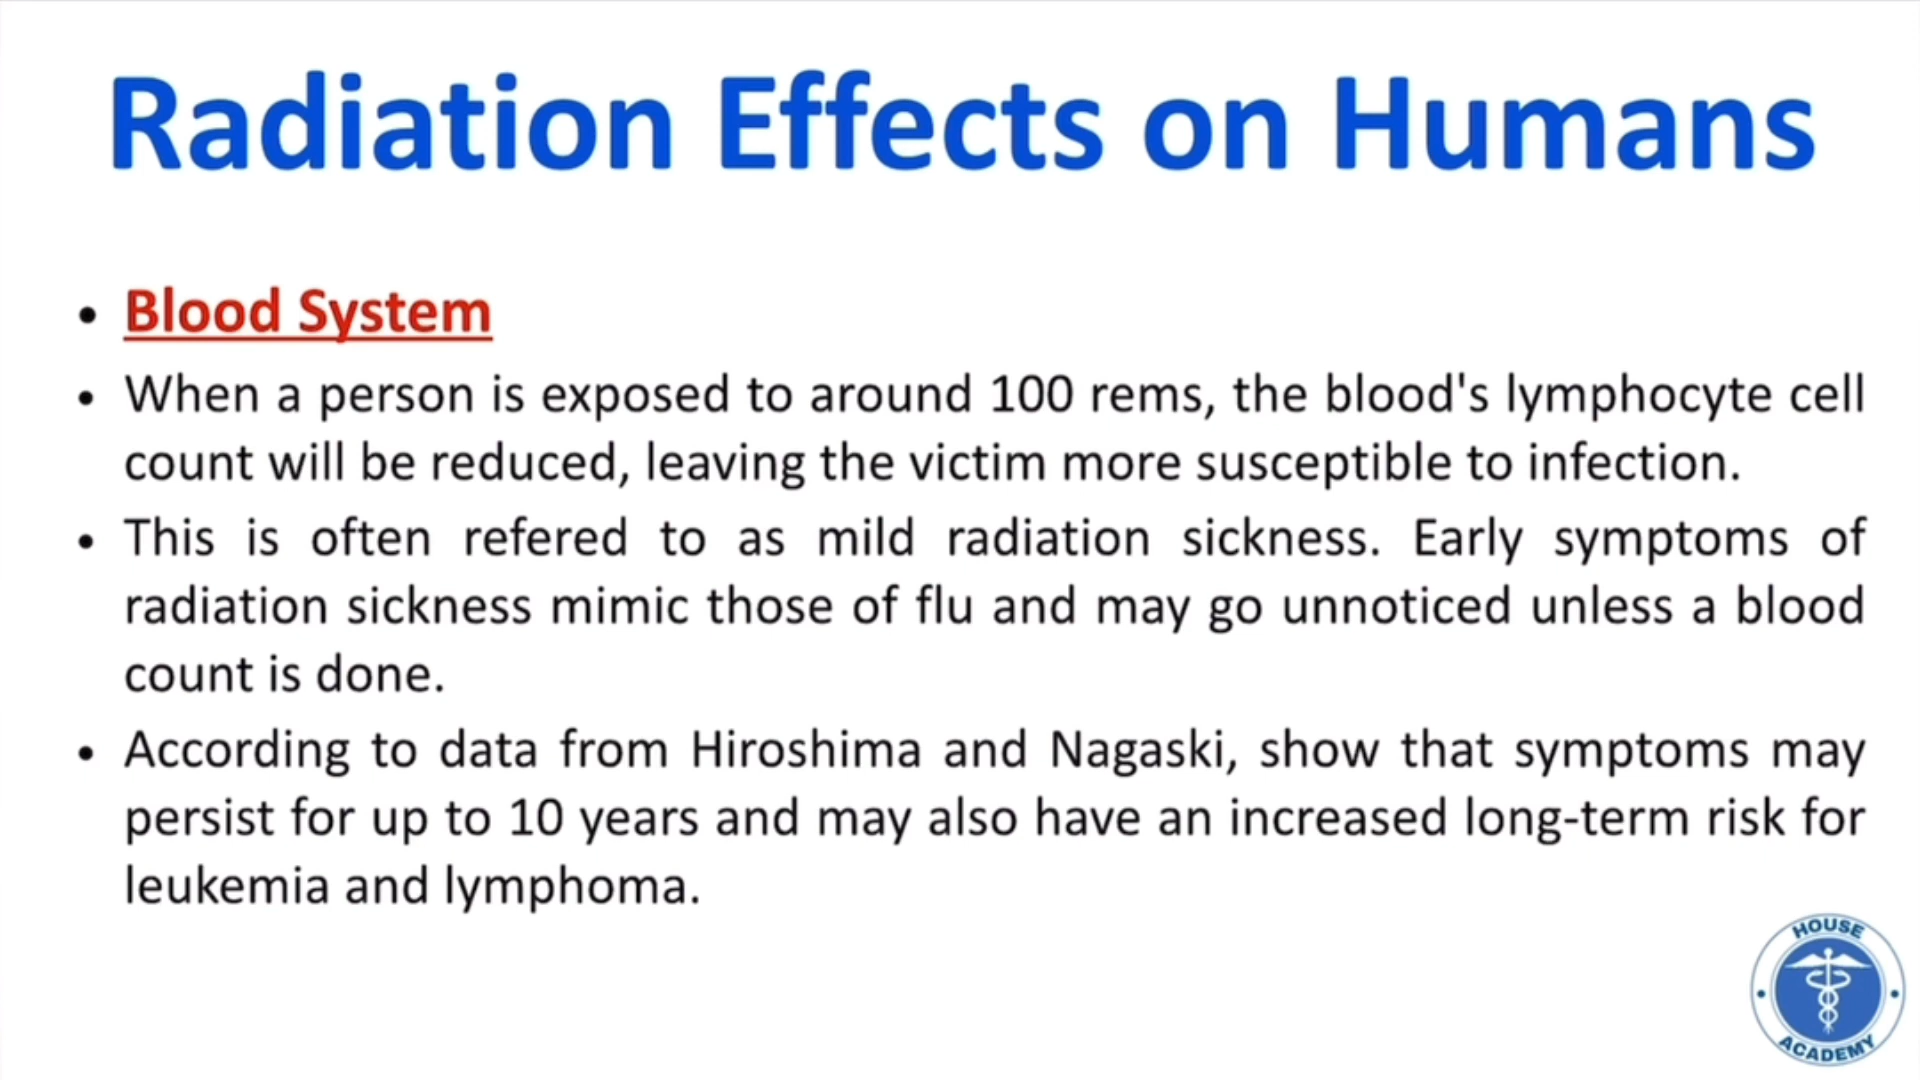 Radiation Effects on Humans
• Blood System
• When a person is exposed to around 100 rems, the blood's lymphocyte cell
count will be reduced, leaving the victim more susceptible to infection.
• This is often refered to as mild radiation sickness. Early symptoms of
radiation sickness mimic those of flu and may go unnoticed unless a blood
count is done.
• According to data from Hiroshima and Nagaski, show that symptoms may
persist for up to 10 years and may also have an increased long-term risk for
leukemia and lymphoma.
HOUSE
ACADEMY